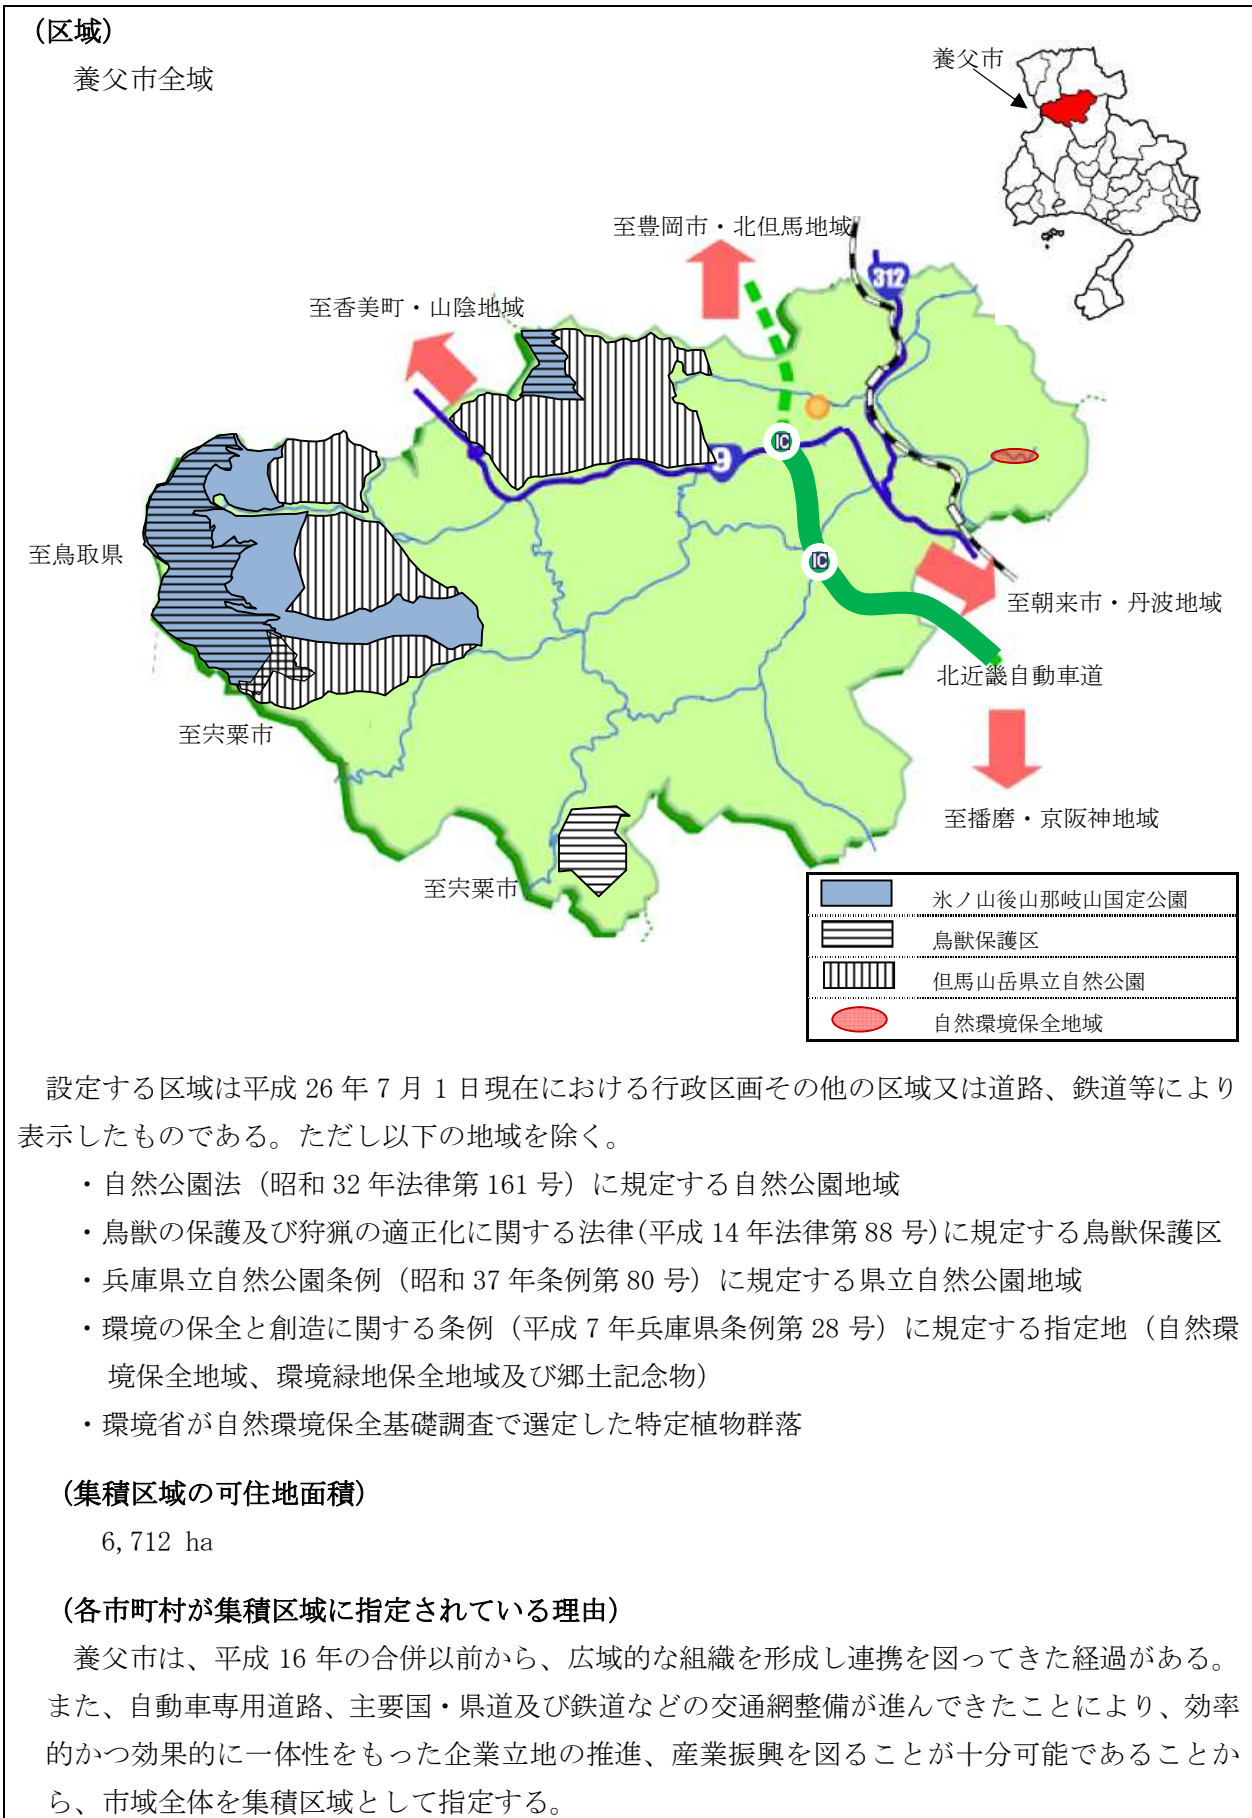 (区域)
養父市全域
養父市
至豊岡市・北但馬地域
312
至香美町・山陰地域
IC
9
至鳥取県
IC
至朝来市・丹波地域
北近畿自動車道
至宍粟市
至播磨・京阪神地域
至宍粟市
氷ノ山後山那岐山国定公園
鳥獣保護区
但馬山岳県立自然公園
自然環境保全地域
設定する区域は平成 26 年 7 月 1 日現在における行政区画その他の区域又は道路、鉄道等により
表示したものである。ただし以下の地域を除く。
・自然公園法（昭和 32 年法律第 161 号）に規定する自然公園地域
・鳥獣の保護及び狩猟の適正化に関する法律(平成 14 年法律第 88 号)に規定する鳥獣保護区
・兵庫県立自然公園条例（昭和 37 年条例第 80 号）に規定する県立自然公園地域
・環境の保全と創造に関する条例（平成 7 年兵庫県条例第 28 号）に規定する指定地（自然環
境保全地域、環境緑地保全地域及び郷土記念物）
・環境省が自然環境保全基礎調査で選定した特定植物群落
（集積区域の可住地面積）
6,712 ha
（各市町村が集積区域に指定されている理由）
養父市は、平成 16 年の合併以前から、広域的な組織を形成し連携を図ってきた経過がある。
また、自動車専用道路、主要国・県道及び鉄道などの交通網整備が進んできたことにより、効率
的かつ効果的に一体性をもった企業立地の推進、産業振興を図ることが十分可能であることか
ら、市域全体を集積区域として指定する。